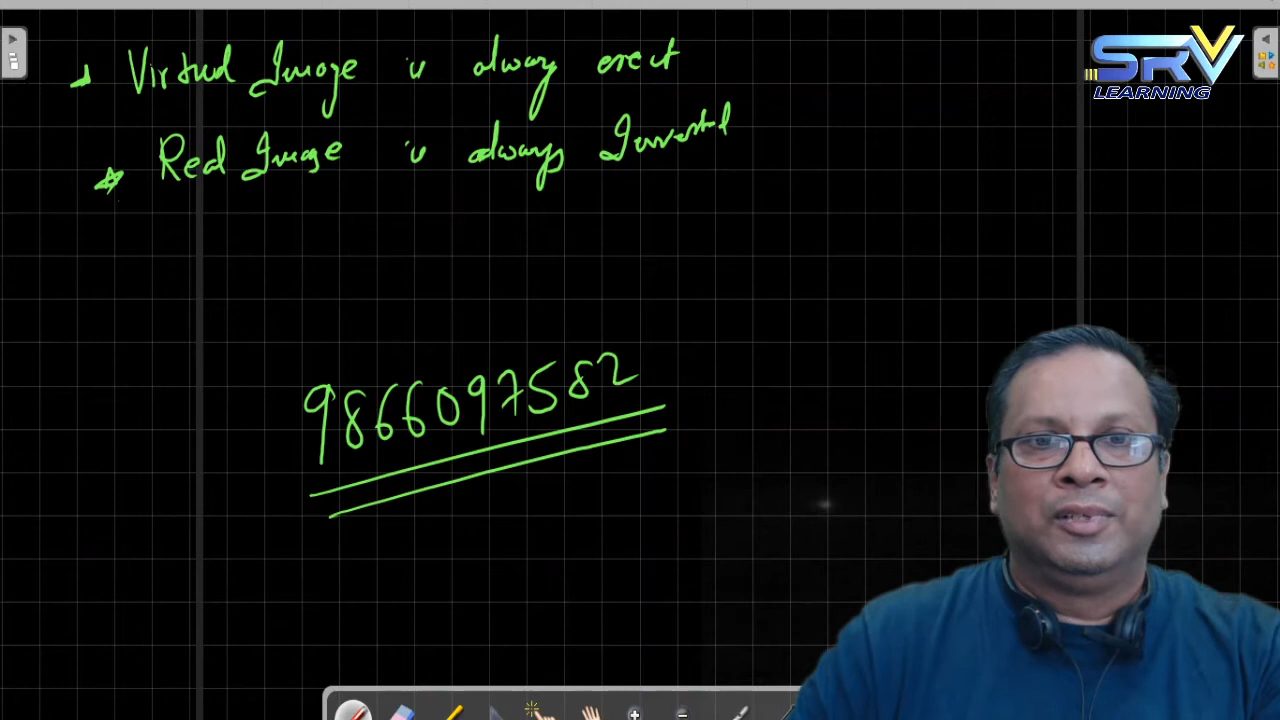 Virtual Image is always erect
SRV
LEARNING
Real Image is always Inverted
9866097582